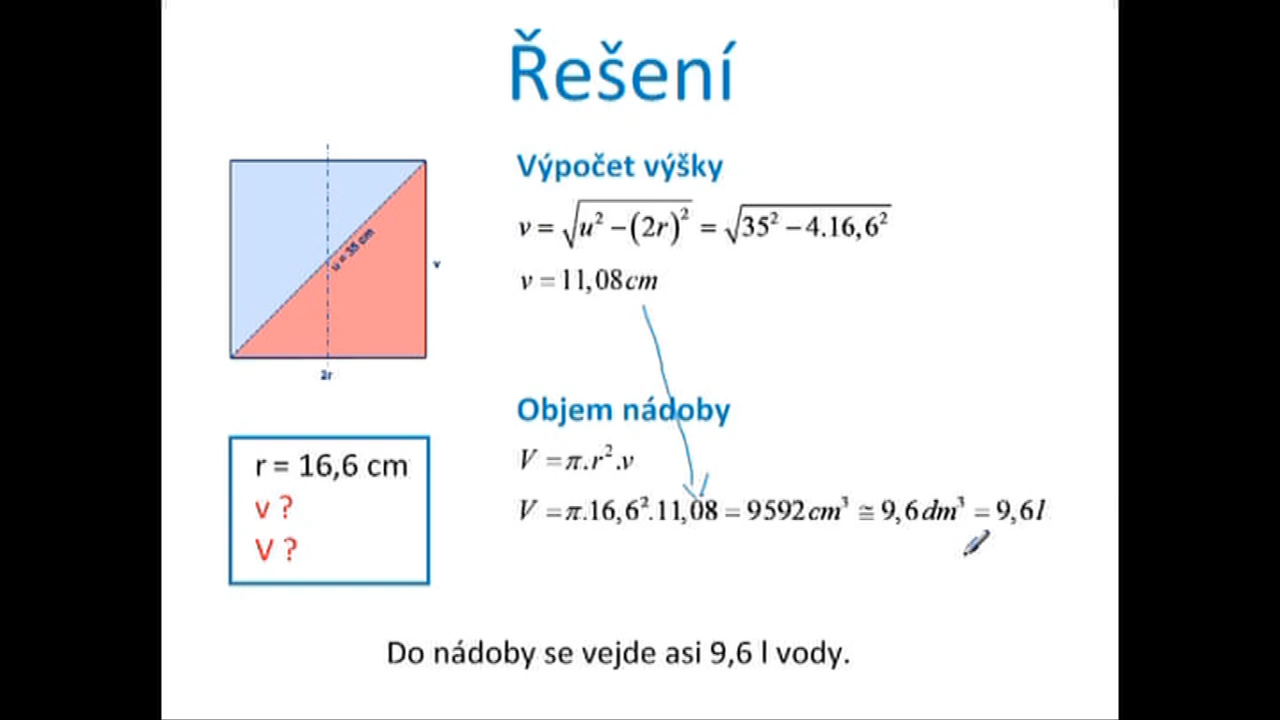 Řešení
u = 35 cm
v
2r
r = 16,6 cm
v ?
V ?
Výpočet výšky
v = √(u² − (2r)²) = √(35² − 4.16,6²)
v = 11,08cm
Objem nádoby
V = π.r².v
V = π.16,6².11,08 = 9592cm³ ≅ 9,6dm³ = 9,6l
Do nádoby se vejde asi 9,6 l vody.